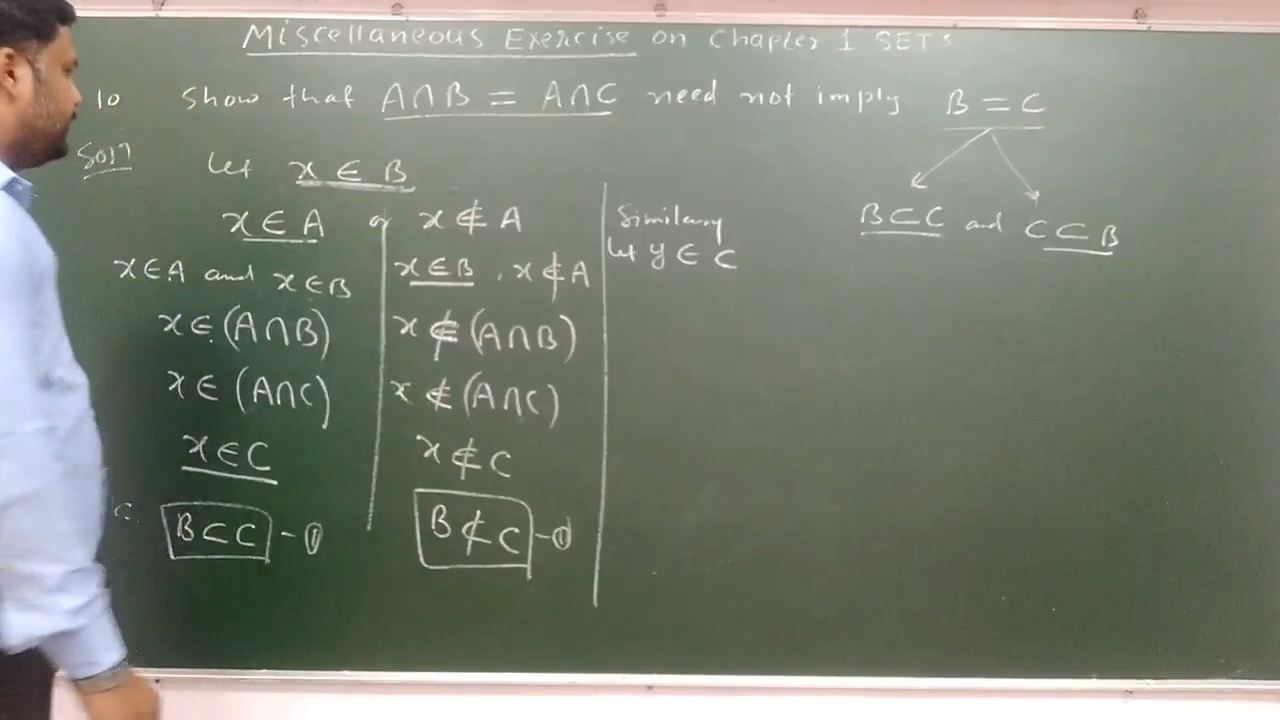 Miscellaneous Exercise on Chapter 1 SETs
10 Show that A∩B = A∩C need not imply B = C
Soln Let x ∈ B
x ∈ A or x ∉ A
x ∈ A and x ∈ B
x ∈ (A∩B)
x ∈ (A∩C)
x ∈ C
B ⊂ C - ①
x ∈ B , x ∉ A
x ∉ (A∩B)
x ∉ (A∩C)
x ∉ C
B ⊄ C - ①
Similarly
let y ∈ C
B ⊂ C and C ⊂ B